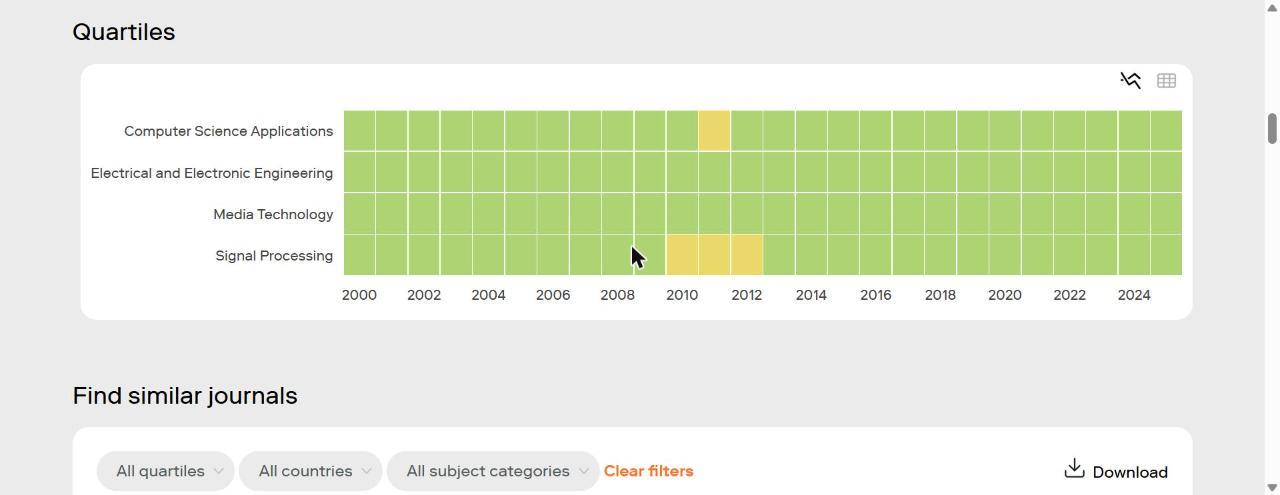 Quartiles
Computer Science Applications
Electrical and Electronic Engineering
Media Technology
Signal Processing
2000 2002 2004 2006 2008 2010 2012 2014 2016 2018 2020 2022 2024
Find similar journals
All quartiles All countries All subject categories Clear filters Download